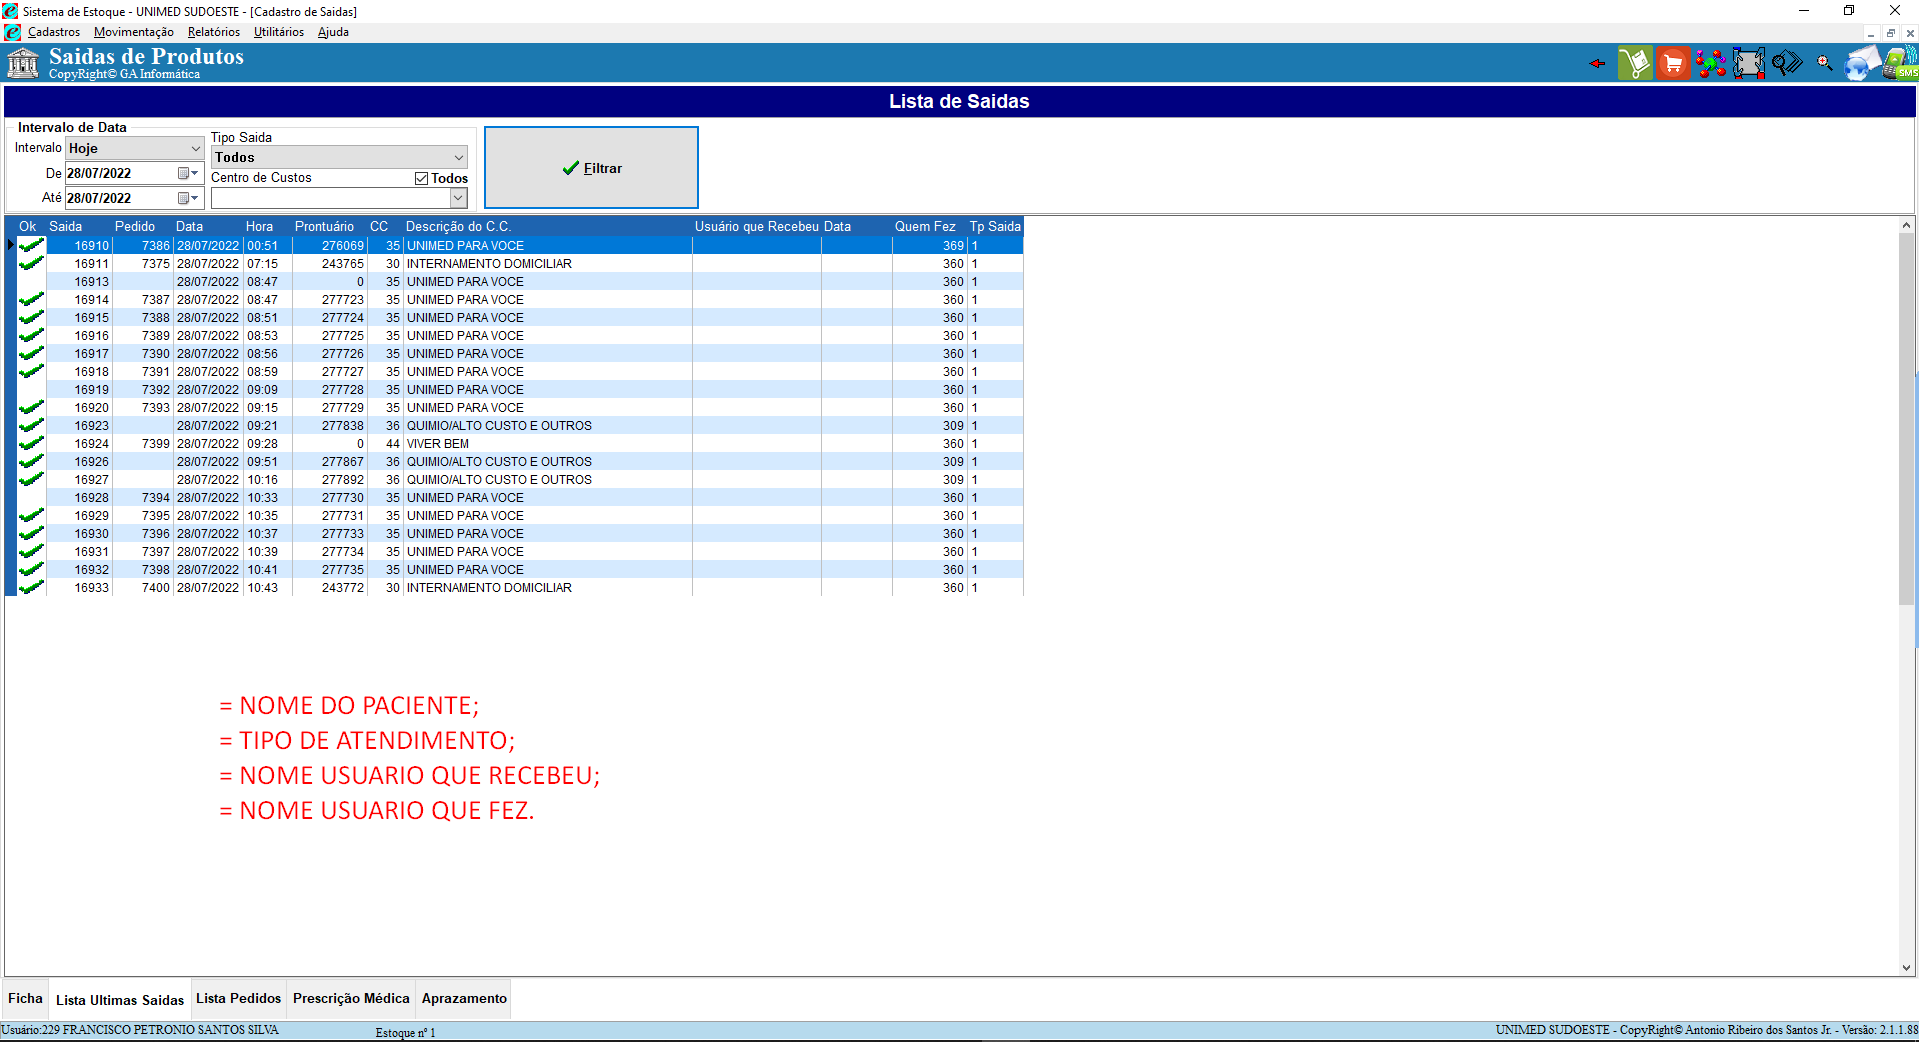 Sistema de Estoque - UNIMED SUDOESTE - [Cadastro de Saidas]
Cadastros Movimentação Relatórios Utilitários Ajuda
Saidas de Produtos
CopyRight© GA Informática
SMS
Lista de Saidas
Intervalo de Data
Intervalo Hoje
De 28/07/2022
Até 28/07/2022
Tipo Saida
Todos
Centro de Custos Todos
Filtrar
Ok Saida Pedido Data Hora Prontuário CC Descrição do C.C. Usuário que Recebeu Data Quem Fez Tp Saida
16910 7386 28/07/2022 00:51 276069 35 UNIMED PARA VOCE 369 1
16911 7375 28/07/2022 07:15 243765 30 INTERNAMENTO DOMICILIAR 360 1
16913 28/07/2022 08:47 0 35 UNIMED PARA VOCE 360 1
16914 7387 28/07/2022 08:47 277723 35 UNIMED PARA VOCE 360 1
16915 7388 28/07/2022 08:51 277724 35 UNIMED PARA VOCE 360 1
16916 7389 28/07/2022 08:53 277725 35 UNIMED PARA VOCE 360 1
16917 7390 28/07/2022 08:56 277726 35 UNIMED PARA VOCE 360 1
16918 7391 28/07/2022 08:59 277727 35 UNIMED PARA VOCE 360 1
16919 7392 28/07/2022 09:09 277728 35 UNIMED PARA VOCE 360 1
16920 7393 28/07/2022 09:15 277729 35 UNIMED PARA VOCE 360 1
16923 28/07/2022 09:21 277838 36 QUIMIO/ALTO CUSTO E OUTROS 309 1
16924 7399 28/07/2022 09:28 0 44 VIVER BEM 360 1
16926 28/07/2022 09:51 277867 36 QUIMIO/ALTO CUSTO E OUTROS 309 1
16927 28/07/2022 10:16 277892 36 QUIMIO/ALTO CUSTO E OUTROS 309 1
16928 7394 28/07/2022 10:33 277730 35 UNIMED PARA VOCE 360 1
16929 7395 28/07/2022 10:35 277731 35 UNIMED PARA VOCE 360 1
16930 7396 28/07/2022 10:37 277733 35 UNIMED PARA VOCE 360 1
16931 7397 28/07/2022 10:39 277734 35 UNIMED PARA VOCE 360 1
16932 7398 28/07/2022 10:41 277735 35 UNIMED PARA VOCE 360 1
16933 7400 28/07/2022 10:43 243772 30 INTERNAMENTO DOMICILIAR 360 1
= NOME DO PACIENTE;
= TIPO DE ATENDIMENTO;
= NOME USUARIO QUE RECEBEU;
= NOME USUARIO QUE FEZ.
Ficha Lista Ultimas Saidas Lista Pedidos Prescrição Médica Aprazamento
Usuário:229 FRANCISCO PETRONIO SANTOS SILVA Estoque nº 1 UNIMED SUDOESTE - CopyRight© Antonio Ribeiro dos Santos Jr. - Versão: 2.1.1.88